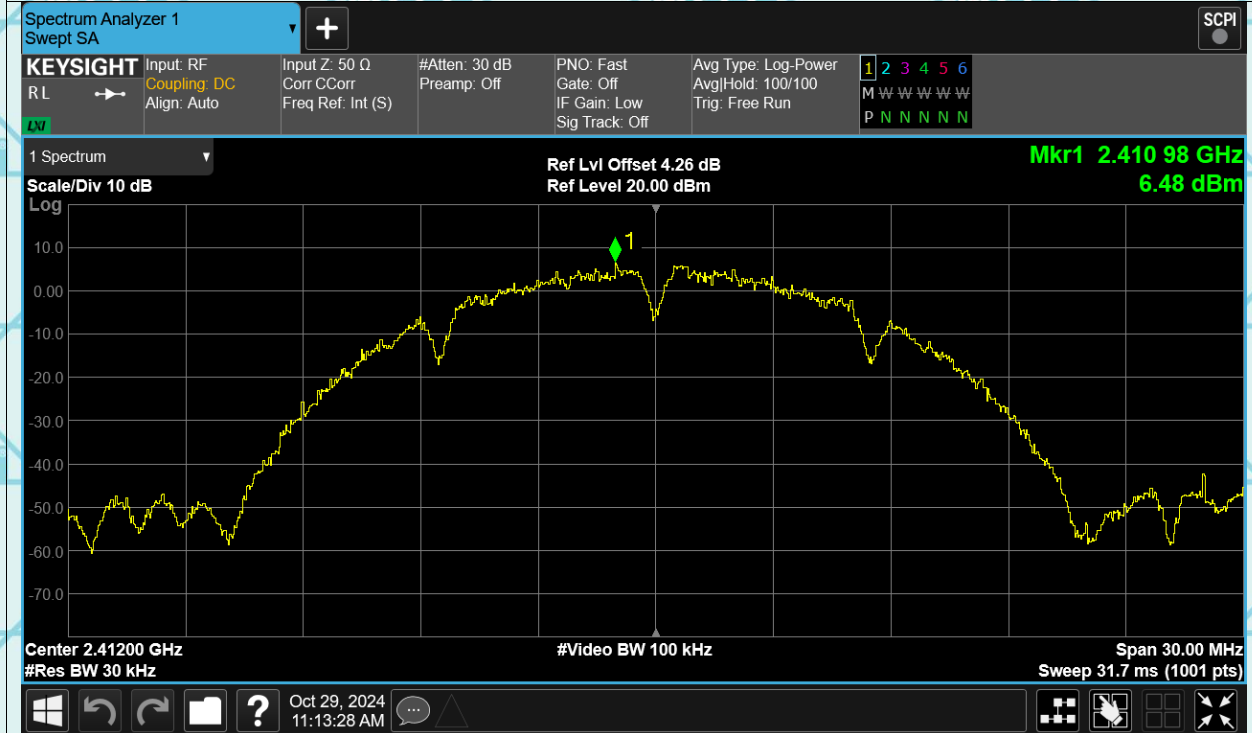 Spectrum Analyzer 1
Swept SA
SCPI
KEYSIGHT
RL
LXI
Input: RF
Coupling: DC
Align: Auto
Input Z: 50 Ω
Corr CCorr
Freq Ref: Int (S)
#Atten: 30 dB
Preamp: Off
PNO: Fast
Gate: Off
IF Gain: Low
Sig Track: Off
Avg Type: Log-Power
Avg|Hold: 100/100
Trig: Free Run
1 2 3 4 5 6
M W W W W W
P N N N N N
1 Spectrum
Ref Lvl Offset 4.26 dB
Mkr1 2.410 98 GHz
Scale/Div 10 dB
Ref Level 20.00 dBm
6.48 dBm
Log
1
10.0
0.00
-10.0
-20.0
-30.0
-40.0
-50.0
-60.0
-70.0
Center 2.41200 GHz
#Video BW 100 kHz
Span 30.00 MHz
#Res BW 30 kHz
Sweep 31.7 ms (1001 pts)
?
Oct 29, 2024
11:13:28 AM